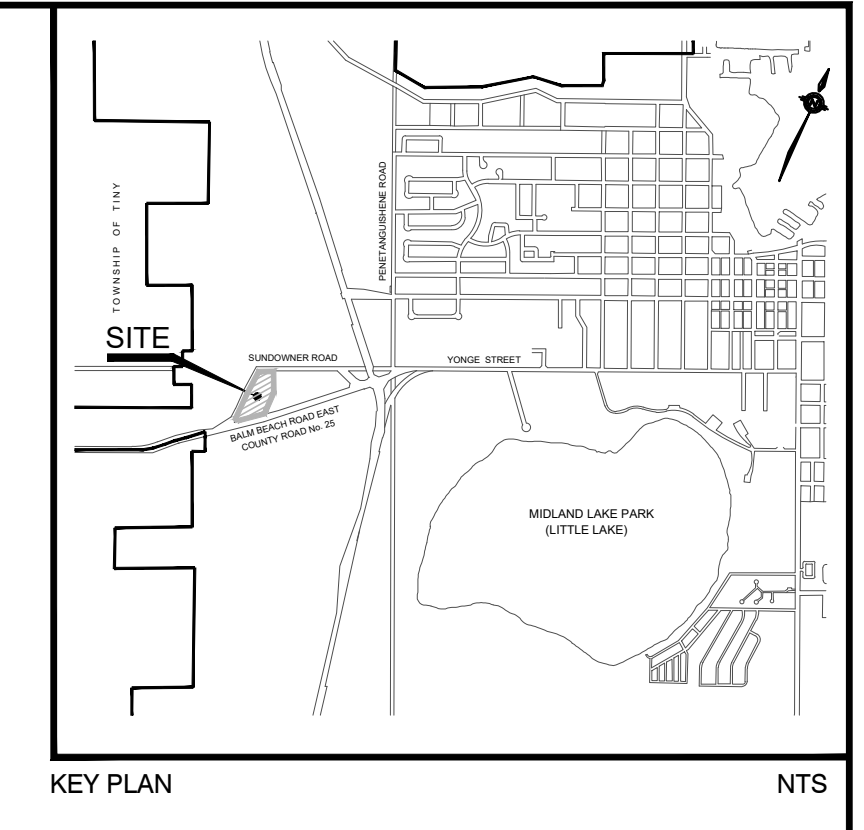 N
PENETANGUISHENE ROAD
TOWNSHIP OF TINY
SITE
SUNDOWNER ROAD
YONGE STREET
BALM BEACH ROAD EAST
COUNTY ROAD No. 25
MIDLAND LAKE PARK
(LITTLE LAKE)
KEY PLAN
NTS